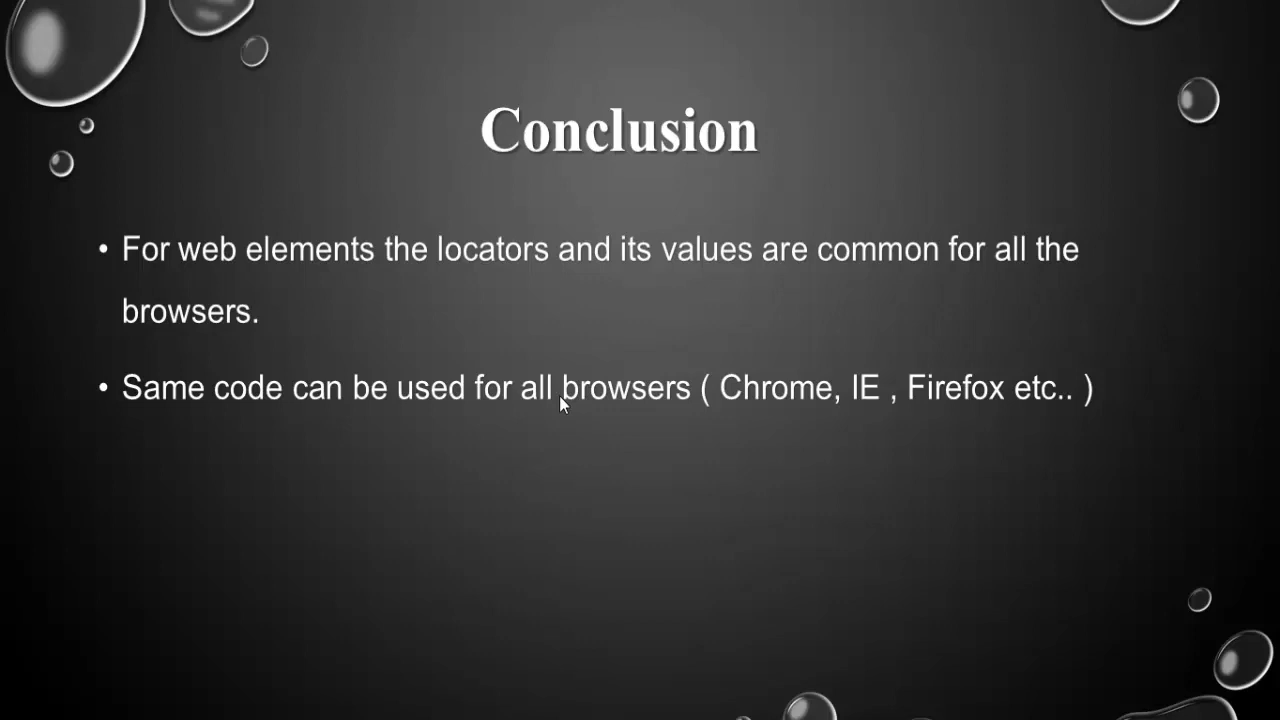 Conclusion
• For web elements the locators and its values are common for all the
browsers.
• Same code can be used for all browsers ( Chrome, IE , Firefox etc.. )